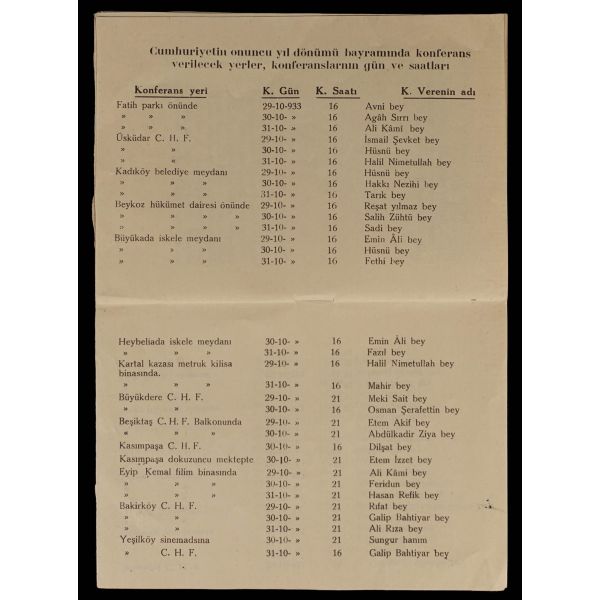 Cumhuriyetin onuncu yıl dönümü bayramında konferans
verilecek yerler, konferanslarının gün ve saatları
Konferans yeri K. Gün K. Saatı K. Verenin adı
Fatih parkı önünde 29-10-933 16 Avni bey
» » » 30-10- » 16 Agâh Sırrı bey
» » » 31-10- » 16 Ali Kâmi bey
Üsküdar C. H. F. 29-10- » 16 İsmail Şevket bey
» » 30-10- » 16 Hüsnü bey
» » 31-10- » 16 Halil Nimetullah bey
Kadıköy belediye meydanı 29-10- » 16 Hüsnü bey
» » » 30-10- » 16 Hakkı Nezihi bey
» » » 31-10- » 16 Tarık bey
Beykoz hükümet dairesi önünde 29-10- » 16 Reşat yılmaz bey
» » » » 30-10- » 16 Salih Zühtü bey
» » » » 31-10- » 16 Sadi bey
Büyükada iskele meydanı 29-10- » 16 Emin Âli bey
» » » 30-10- » 16 Hüsnü bey
» » » 31-10- » 16 Fethi bey
Heybeliada iskele meydanı 30-10- » 16 Emin Âli bey
» » » 31-10- » 16 Fazıl bey
Kartal kazası metruk kilisa 29-10- » 16 Halil Nimetullah bey
binasında.
» » » 31-10- » 16 Mahir bey
Büyükdere C. H. F. 29-10- » 21 Meki Sait bey
» » 30-10- » 16 Osman Şerafettin bey
Beşiktaş C. H. F. Balkonunda 29-10- » 21 Etem Akif bey
» » » » 30-10- » 21 Abdülkadir Ziya bey
Kasımpaşa C. H. F. 30-10- » 16 Dilşat bey
Kasımpaşa dokuzuncu mektepte 30-10- » 21 Etem İzzet bey
Eyip Kemal filim binasında 29-10- » 21 Ali Kâmi bey
» » » 30-10- » 21 Feridun bey
» » » 31-10- » 21 Hasan Refik bey
Bakirköy C. H. F. 29-10- » 21 Rıfat bey
» » 30-10- » 21 Galip Bahtiyar bey
» » 31-10- » 21 Ali Rıza bey
Yeşilköy sinemadsına 30-10- » 21 Sungur hanım
» C. H. F. 31-10- » 16 Galip Bahtiyar bey